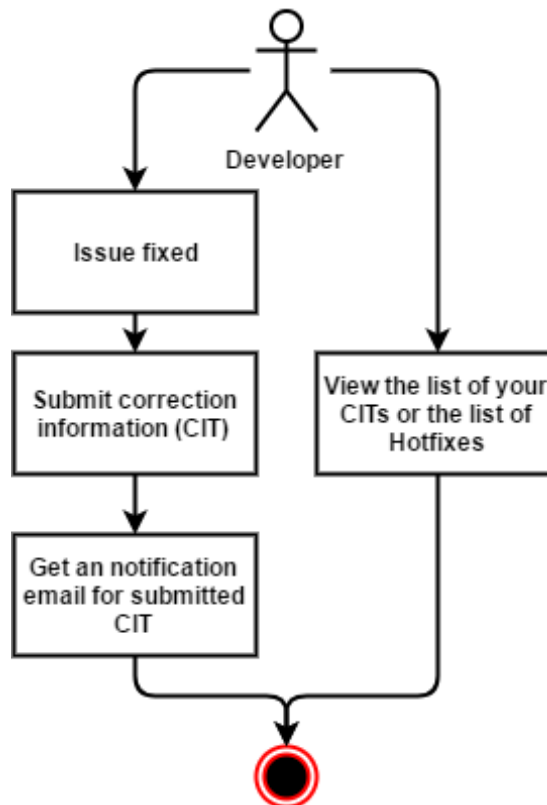 Developer
Issue fixed
Submit correction
information (CIT)
Get an notification
email for submitted
CIT
View the list of your
CITs or the list of
Hotfixes